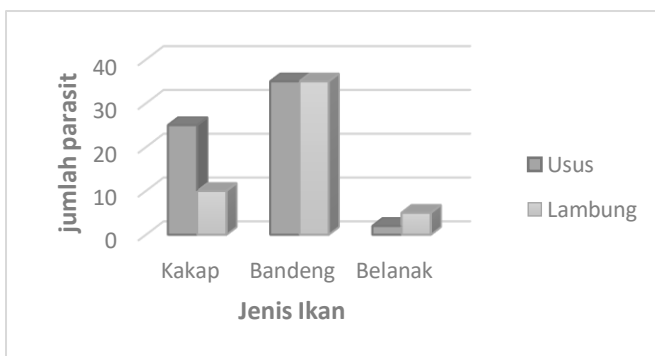 jumlah parasit
40
30
20
10
0
Kakap Bandeng Belanak
Jenis Ikan
Usus
Lambung